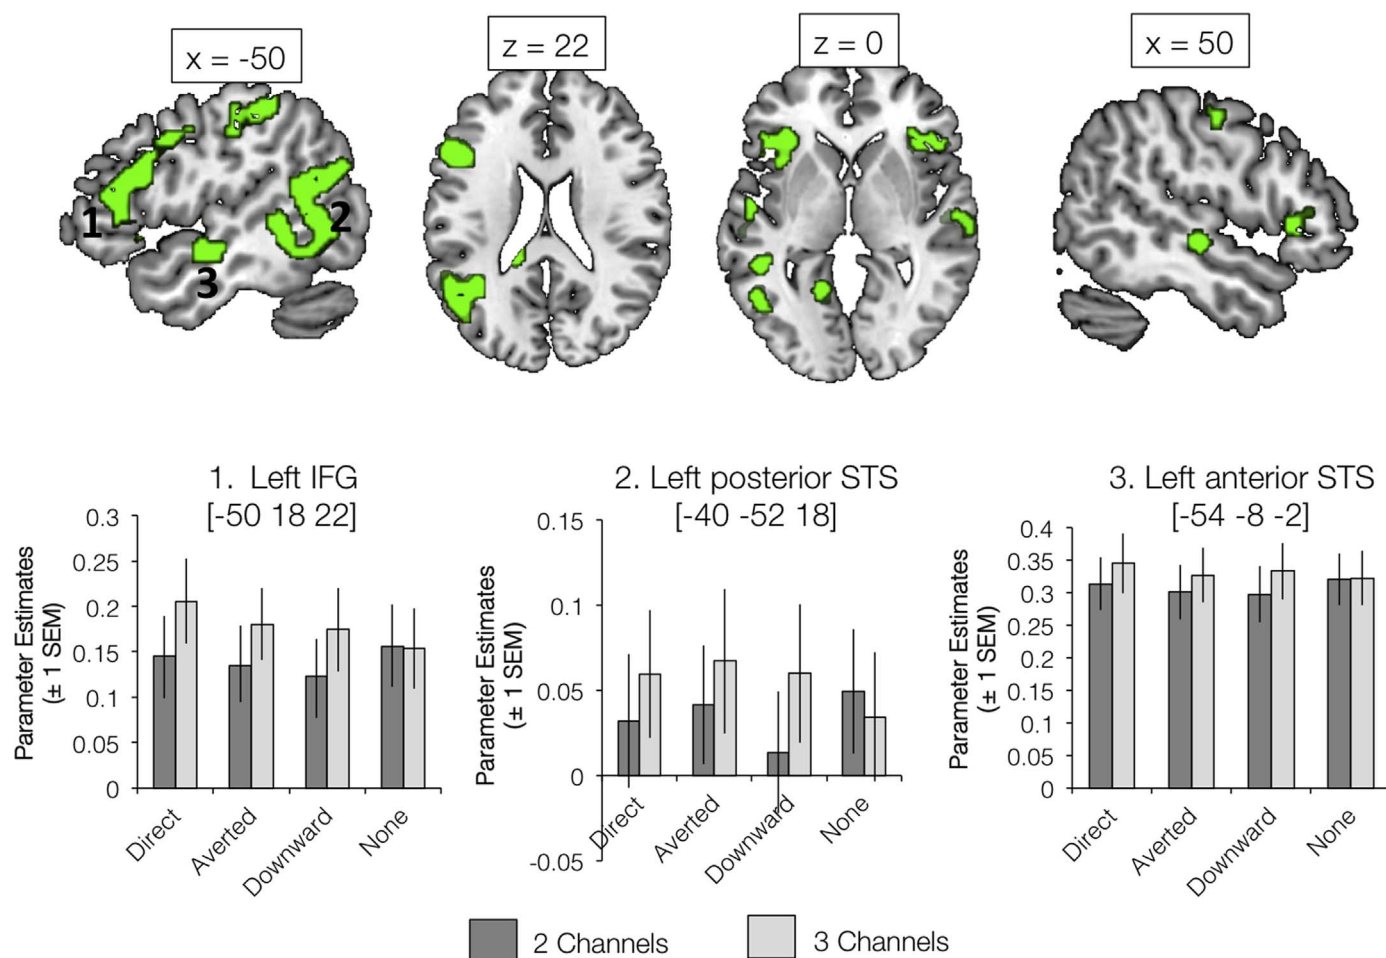 x = -50
z = 22
z = 0
x = 50
1
2
3
1. Left IFG
[-50 18 22]
Parameter Estimates
(± 1 SEM)
0.3
0.25
0.2
0.15
0.1
0.05
0
Direct
Averted
Downward
None
2. Left posterior STS
[-40 -52 18]
Parameter Estimates
(± 1 SEM)
0.15
0.1
0.05
0
-0.05
Direct
Averted
Downward
None
3. Left anterior STS
[-54 -8 -2]
Parameter Estimates
(± 1 SEM)
0.4
0.35
0.3
0.25
0.2
0.15
0.1
0.05
0
Direct
Averted
Downward
None
2 Channels
3 Channels